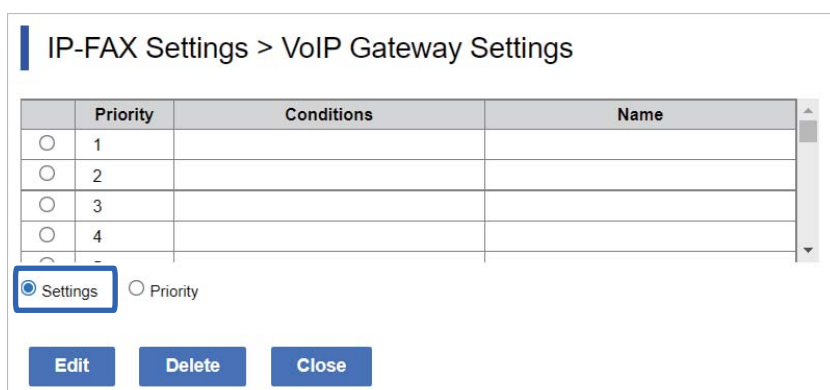 IP-FAX Settings > VoIP Gateway Settings
Priority Conditions Name
1
2
3
4
Settings Priority
Edit Delete Close